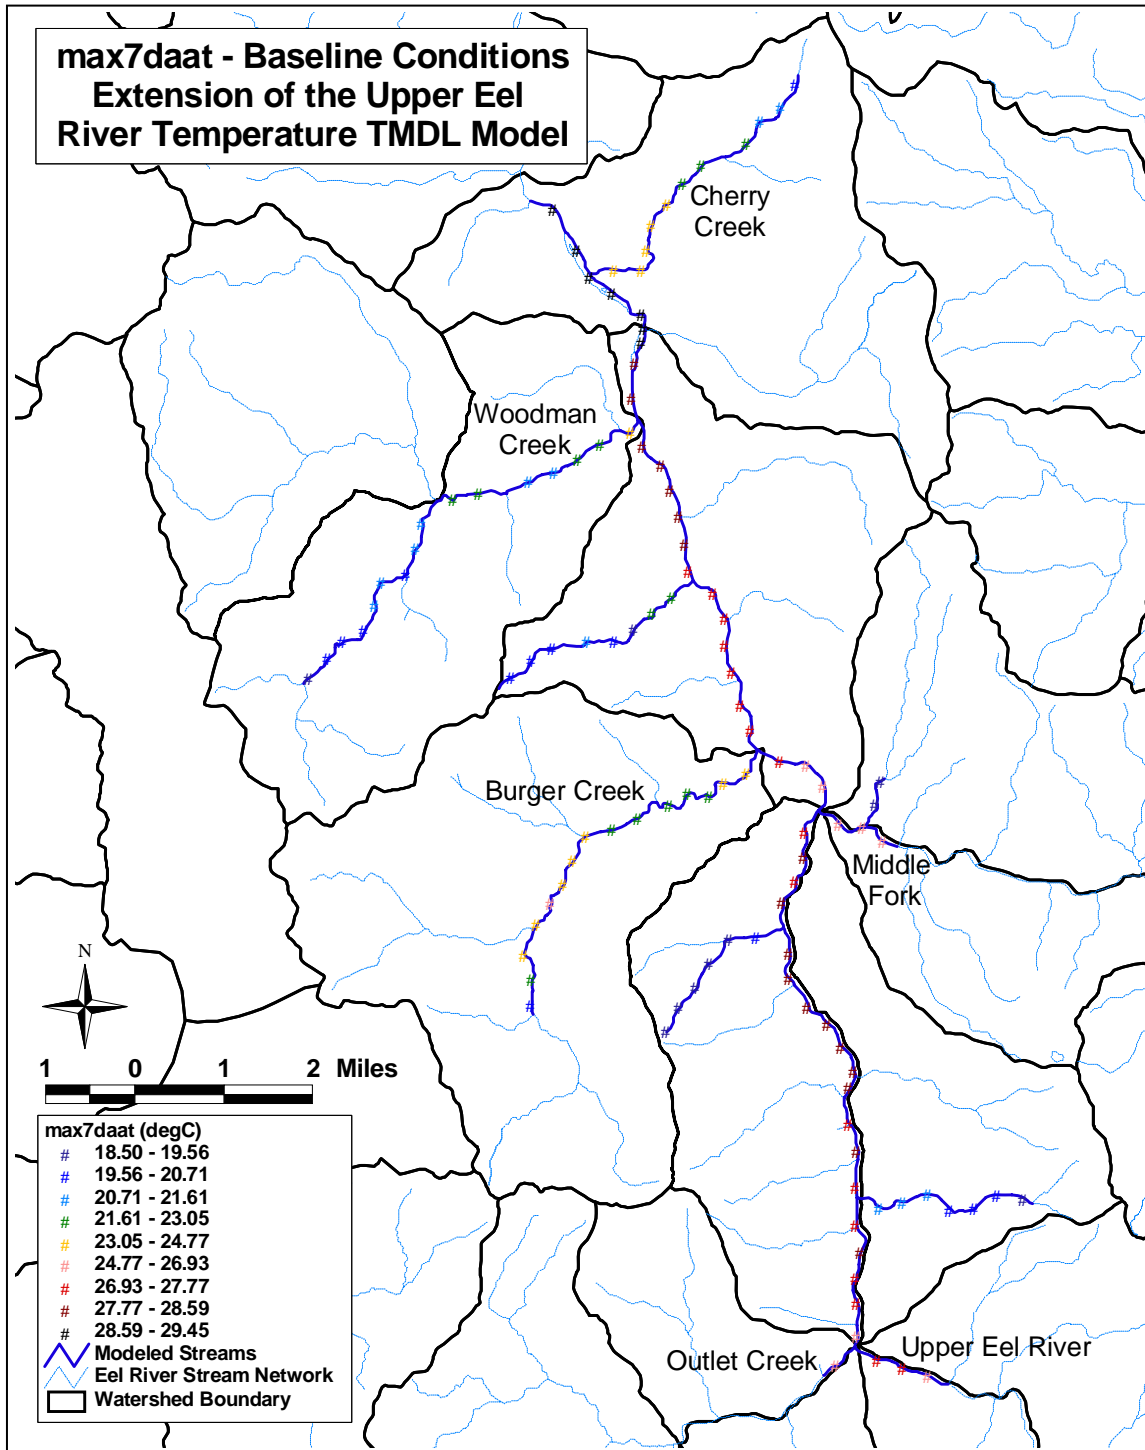 max7daat - Baseline Conditions
Extension of the Upper Eel
River Temperature TMDL Model
Cherry
Creek
Woodman
Creek
Burger Creek
Middle
Fork
N
1 0 1 2 Miles
max7daat (degC)
# 18.50 - 19.56
# 19.56 - 20.71
# 20.71 - 21.61
# 21.61 - 23.05
# 23.05 - 24.77
# 24.77 - 26.93
# 26.93 - 27.77
# 27.77 - 28.59
# 28.59 - 29.45
Modeled Streams
Eel River Stream Network
Watershed Boundary
Outlet Creek
Upper Eel River